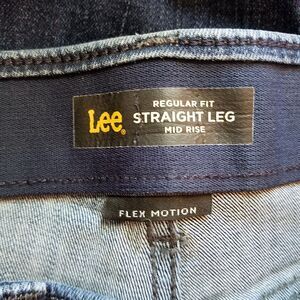 REGULAR FIT
Lee® STRAIGHT LEG
MID RISE
FLEX MOTION